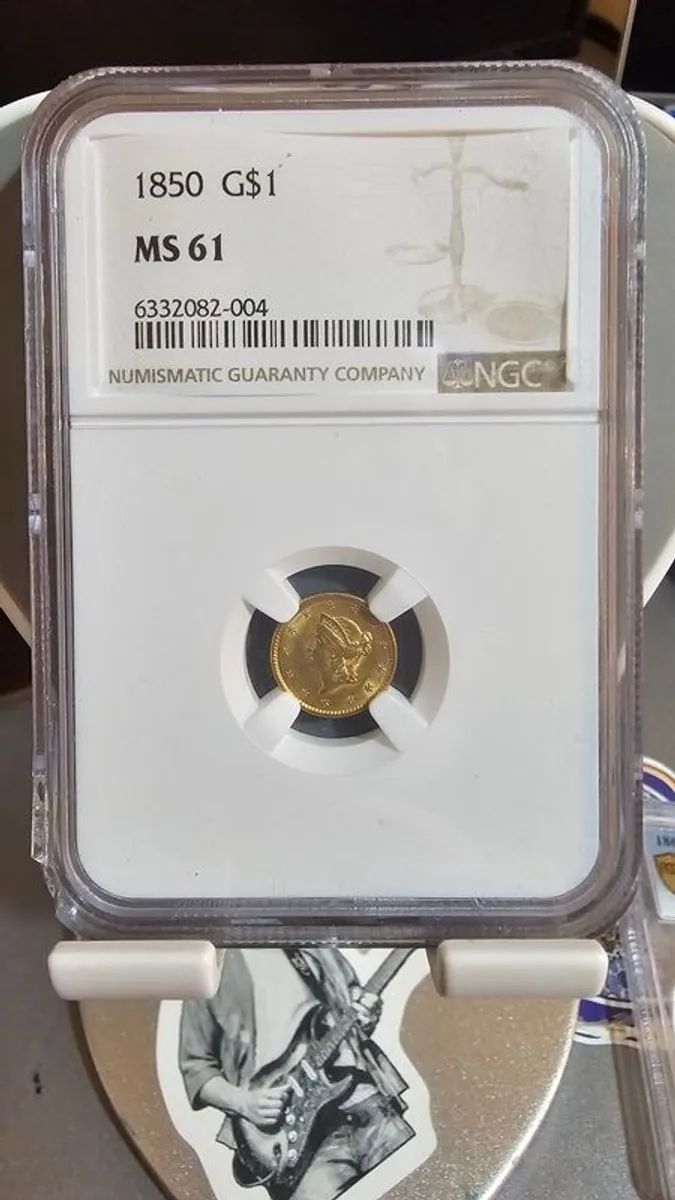 1850 G$1
MS 61
6332082-004
NUMISMATIC GUARANTY COMPANY NGC